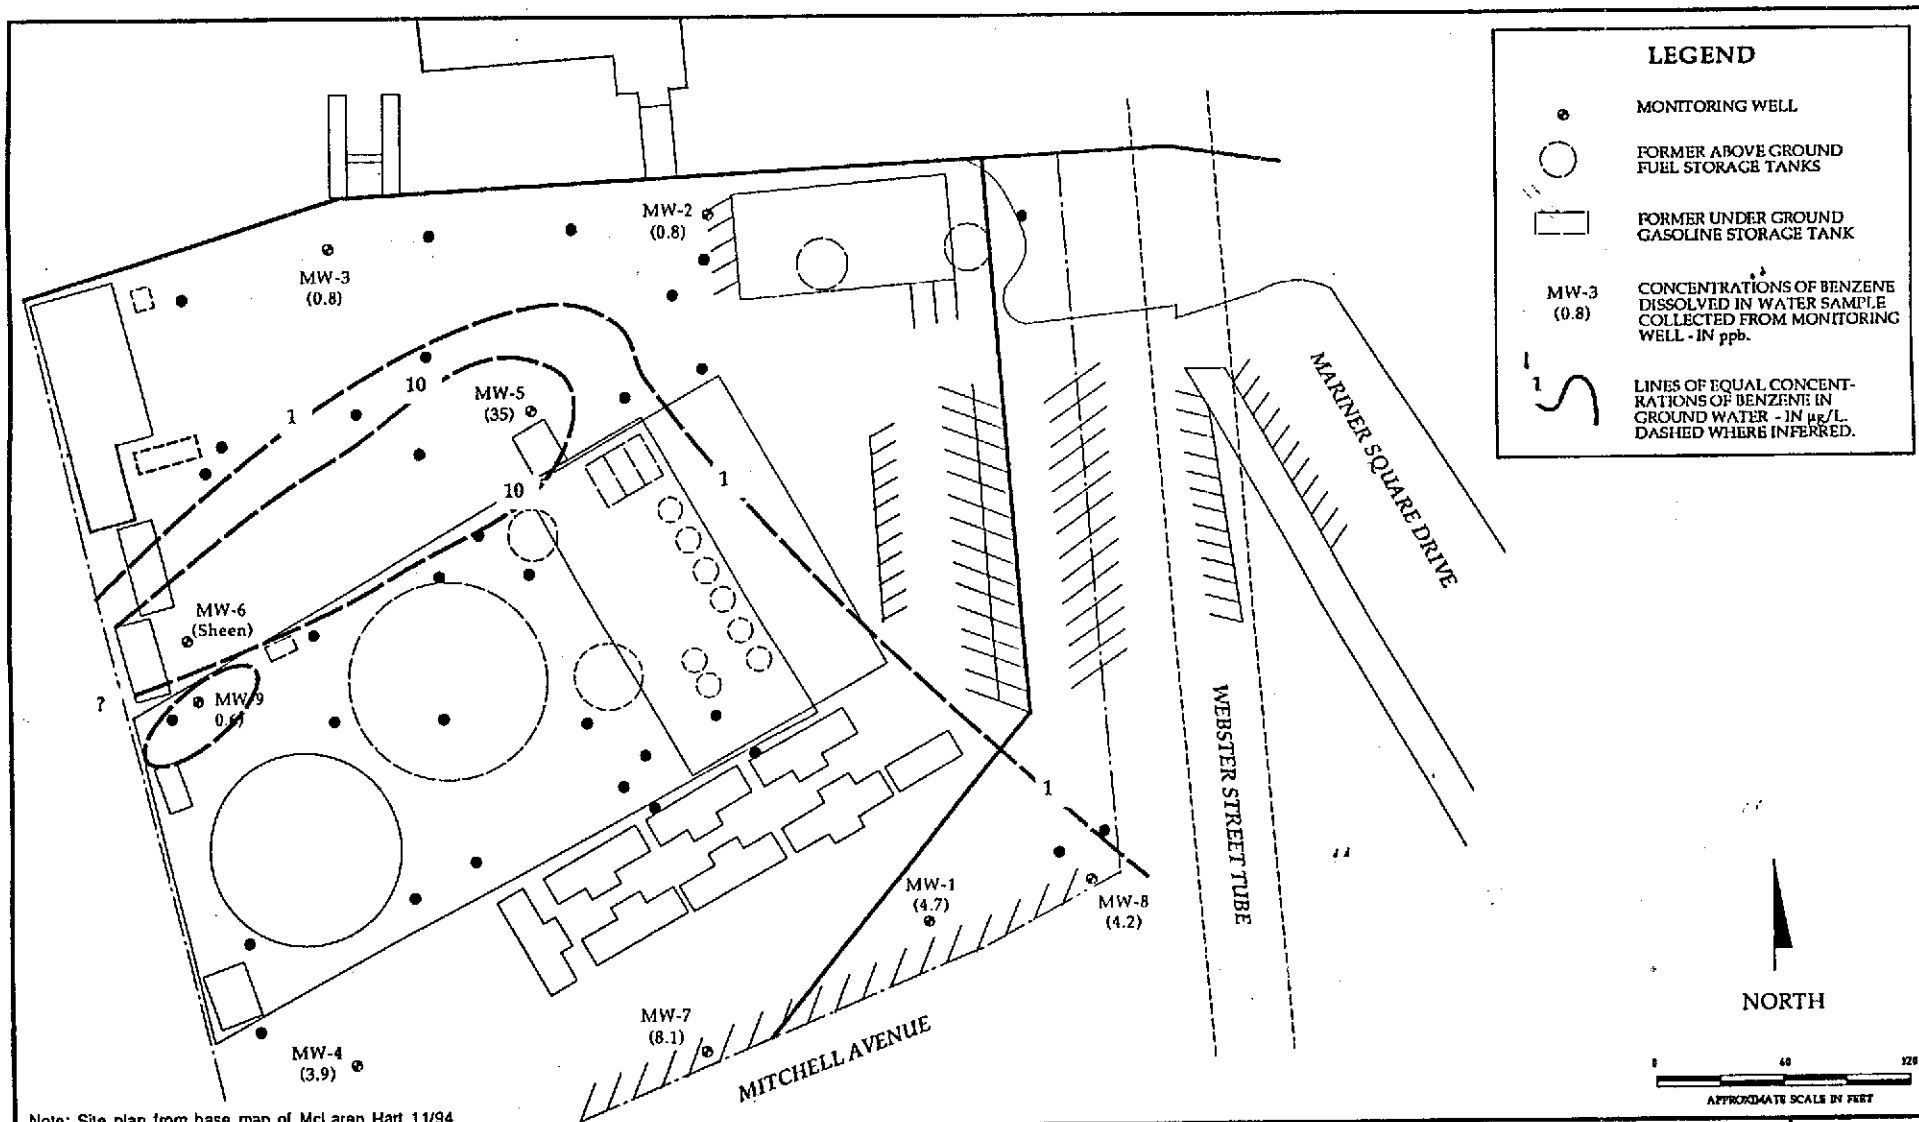 LEGEND
MONITORING WELL
FORMER ABOVE GROUND
FUEL STORAGE TANKS
FORMER UNDER GROUND
GASOLINE STORAGE TANK
MW-3
(0.8)
CONCENTRATIONS OF BENZENE
DISSOLVED IN WATER SAMPLE
COLLECTED FROM MONITORING
WELL - IN ppb.
1
LINES OF EQUAL CONCENT-
RATIONS OF BENZENE IN
GROUND WATER - IN µg/L.
DASHED WHERE INFERRED.
MW-2
(0.8)
MW-3
(0.8)
10
MW-5
(35)
1
10
1
MARINER SQUARE DRIVE
MW-6
(Sheen)
?
MW-9
0.6)
WEBSTER STREET TUBE
1
MW-1
(4.7)
MW-8
(4.2)
MW-7
(8.1)
MW-4
(3.9)
MITCHELL AVENUE
NORTH
0 60 120
APPROXIMATE SCALE IN FEET
Note: Site plan from base map of McLaren Hart 11/94